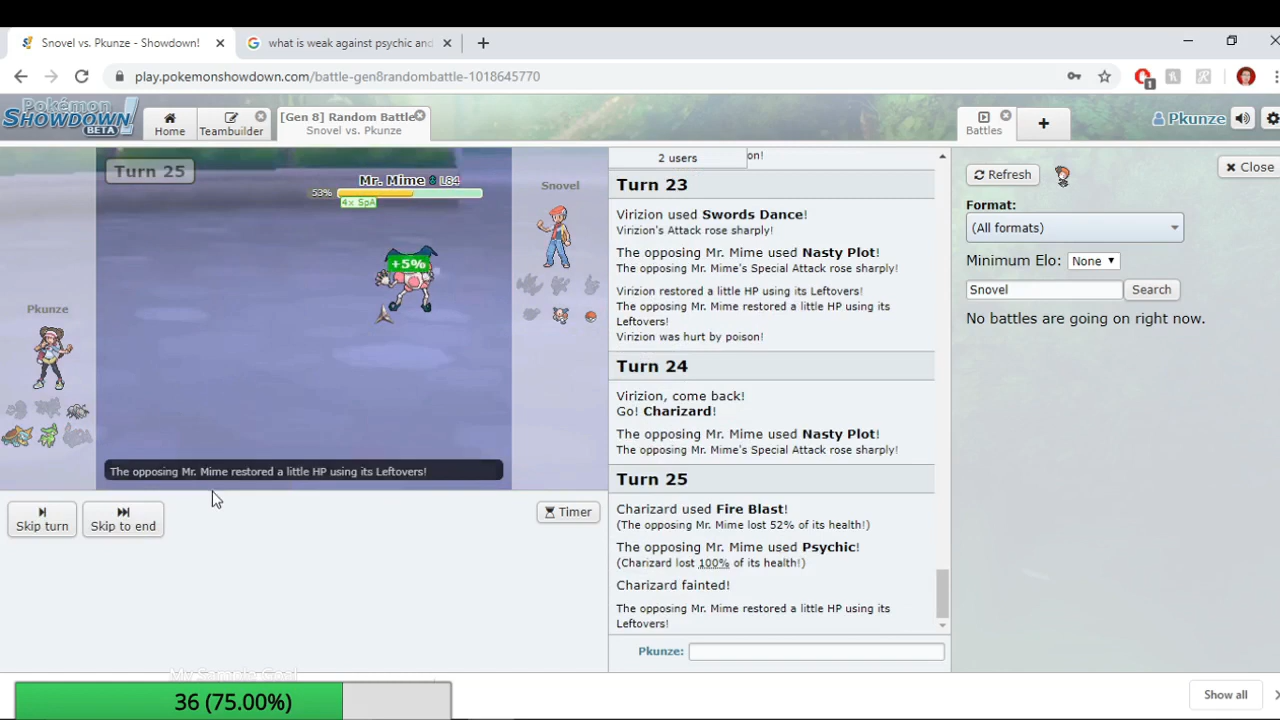 Snovel vs. Pkunze - Showdown!
what is weak against psychic and
play.pokemonshowdown.com/battle-gen8randombattle-1018645770
1
Pokémon
SHOWDOWN!
BETA
Home
Teambuilder
[Gen 8] Random Battle
Snovel vs. Pkunze
Battles
Pkunze
Turn 25
Mr. Mime L84
53%
4x SpA
+5%
Snovel
Pkunze
The opposing Mr. Mime restored a little HP using its Leftovers!
Skip turn
Skip to end
Timer
2 users
on!
Turn 23
Virizion used Swords Dance!
Virizion's Attack rose sharply!
The opposing Mr. Mime used Nasty Plot!
The opposing Mr. Mime's Special Attack rose sharply!
Virizion restored a little HP using its Leftovers!
The opposing Mr. Mime restored a little HP using its
Leftovers!
Virizion was hurt by poison!
Turn 24
Virizion, come back!
Go! Charizard!
The opposing Mr. Mime used Nasty Plot!
The opposing Mr. Mime's Special Attack rose sharply!
Turn 25
Charizard used Fire Blast!
(The opposing Mr. Mime lost 52% of its health!)
The opposing Mr. Mime used Psychic!
(Charizard lost 100% of its health!)
Charizard fainted!
The opposing Mr. Mime restored a little HP using its
Leftovers!
Pkunze:
Refresh
Close
Format:
(All formats)
Minimum Elo: None
Snovel
Search
No battles are going on right now.
My Sample Goal
36 (75.00%)
Show all